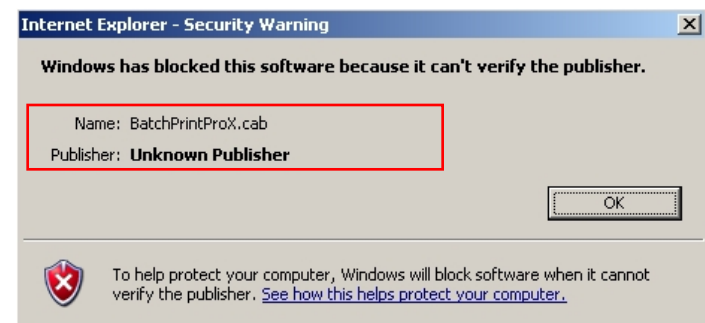 Internet Explorer - Security Warning
Windows has blocked this software because it can't verify the publisher.
Name: BatchPrintProX.cab
Publisher: Unknown Publisher
OK
To help protect your computer, Windows will block software when it cannot
verify the publisher. See how this helps protect your computer.